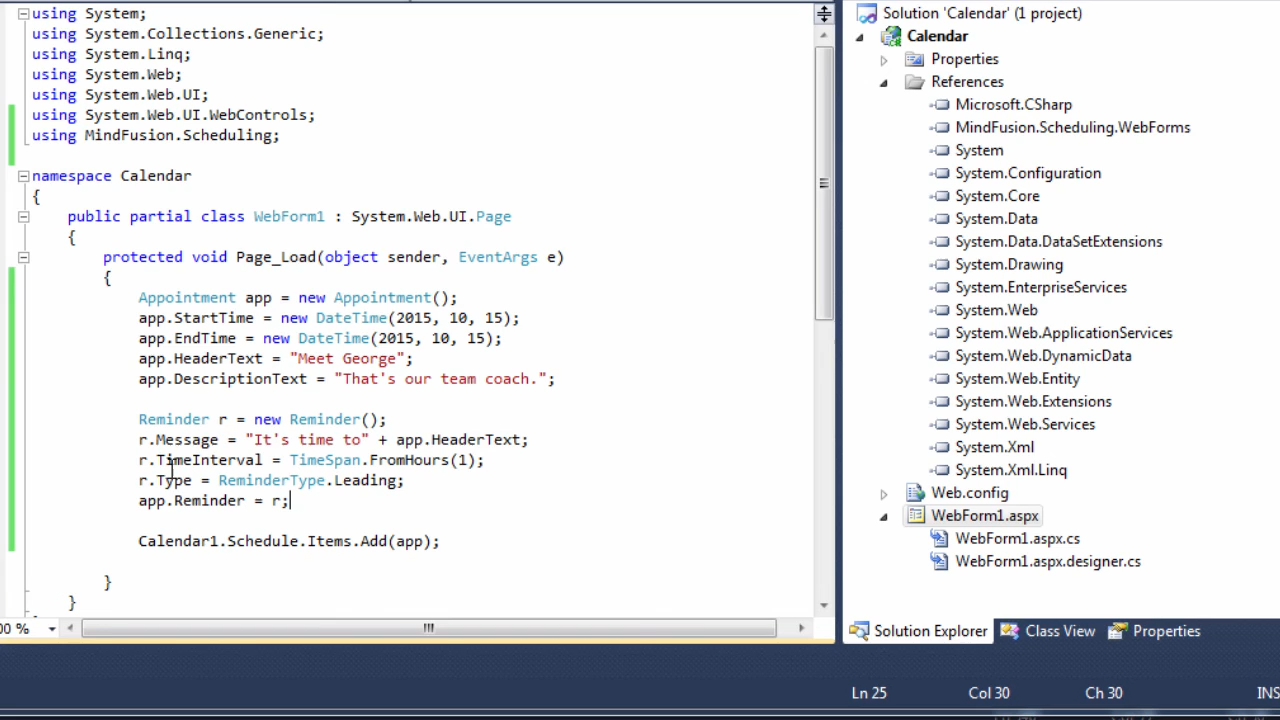 using System;
using System.Collections.Generic;
using System.Linq;
using System.Web;
using System.Web.UI;
using System.Web.UI.WebControls;
using MindFusion.Scheduling;
namespace Calendar
{
public partial class WebForm1 : System.Web.UI.Page
{
protected void Page_Load(object sender, EventArgs e)
{
Appointment app = new Appointment();
app.StartTime = new DateTime(2015, 10, 15);
app.EndTime = new DateTime(2015, 10, 15);
app.HeaderText = "Meet George";
app.DescriptionText = "That's our team coach.";
Reminder r = new Reminder();
r.Message = "It's time to" + app.HeaderText;
r.TimeInterval = TimeSpan.FromHours(1);
r.Type = ReminderType.Leading;
app.Reminder = r;
Calendar1.Schedule.Items.Add(app);
}
}
00 %
Solution 'Calendar' (1 project)
Calendar
Properties
References
Microsoft.CSharp
MindFusion.Scheduling.WebForms
System
System.Configuration
System.Core
System.Data
System.Data.DataSetExtensions
System.Drawing
System.EnterpriseServices
System.Web
System.Web.ApplicationServices
System.Web.DynamicData
System.Web.Entity
System.Web.Extensions
System.Web.Services
System.Xml
System.Xml.Linq
Web.config
WebForm1.aspx
WebForm1.aspx.cs
WebForm1.aspx.designer.cs
Solution Explorer Class View Properties
Ln 25 Col 30 Ch 30 INS